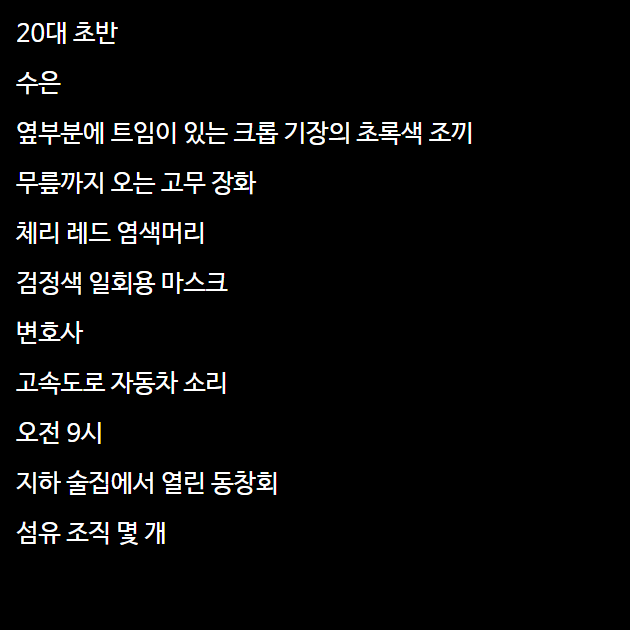 20대 초반
수은
옆부분에 트임이 있는 크롭 기장의 초록색 조끼
무릎까지 오는 고무 장화
체리 레드 염색머리
검정색 일회용 마스크
변호사
고속도로 자동차 소리
오전 9시
지하 술집에서 열린 동창회
섬유 조직 몇 개